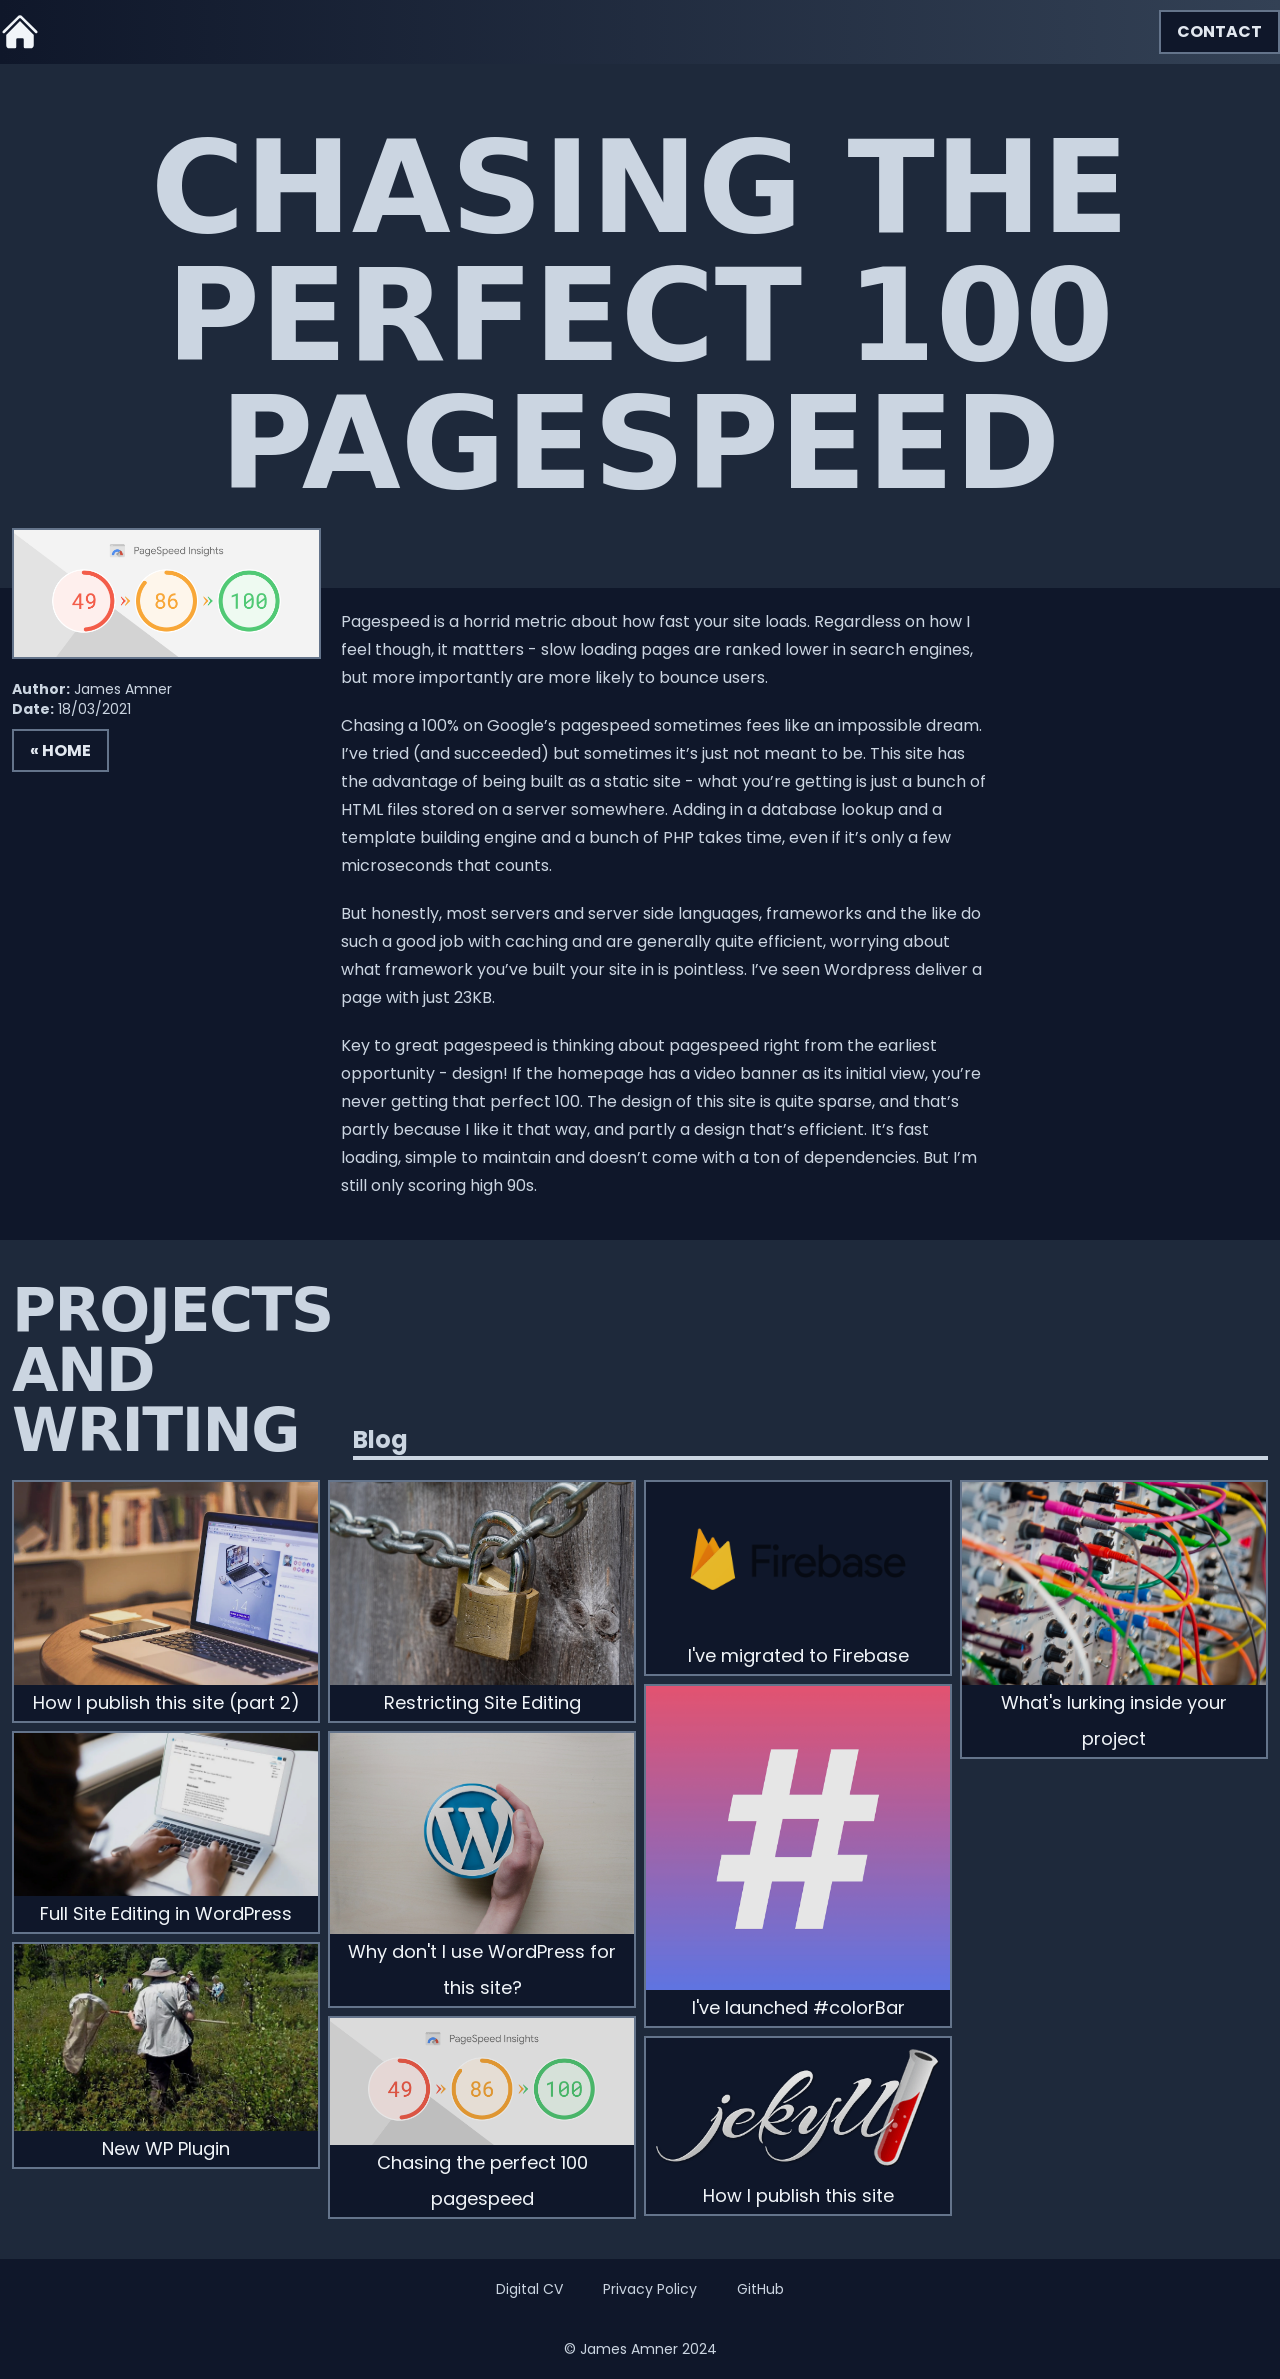 CONTACT
CHASING THE
PERFECT 100
PAGESPEED
PageSpeed Insights
49 » 86 » 100
Author: James Amner
Date: 18/03/2021
« HOME
Pagespeed is a horrid metric about how fast your site loads. Regardless on how I
feel though, it mattters - slow loading pages are ranked lower in search engines,
but more importantly are more likely to bounce users.
Chasing a 100% on Google’s pagespeed sometimes fees like an impossible dream.
I’ve tried (and succeeded) but sometimes it’s just not meant to be. This site has
the advantage of being built as a static site - what you’re getting is just a bunch of
HTML files stored on a server somewhere. Adding in a database lookup and a
template building engine and a bunch of PHP takes time, even if it’s only a few
microseconds that counts.
But honestly, most servers and server side languages, frameworks and the like do
such a good job with caching and are generally quite efficient, worrying about
what framework you’ve built your site in is pointless. I’ve seen Wordpress deliver a
page with just 23KB.
Key to great pagespeed is thinking about pagespeed right from the earliest
opportunity - design! If the homepage has a video banner as its initial view, you’re
never getting that perfect 100. The design of this site is quite sparse, and that’s
partly because I like it that way, and partly a design that’s efficient. It’s fast
loading, simple to maintain and doesn’t come with a ton of dependencies. But I’m
still only scoring high 90s.
PROJECTS
AND
WRITING
Blog
How I publish this site (part 2)
Full Site Editing in WordPress
New WP Plugin
Restricting Site Editing
W
Why don't I use WordPress for
this site?
PageSpeed Insights
49 » 86 » 100
Chasing the perfect 100
pagespeed
Firebase
I've migrated to Firebase
#
I've launched #colorBar
jekyll
How I publish this site
What's lurking inside your
project
Digital CV
Privacy Policy
GitHub
© James Amner 2024